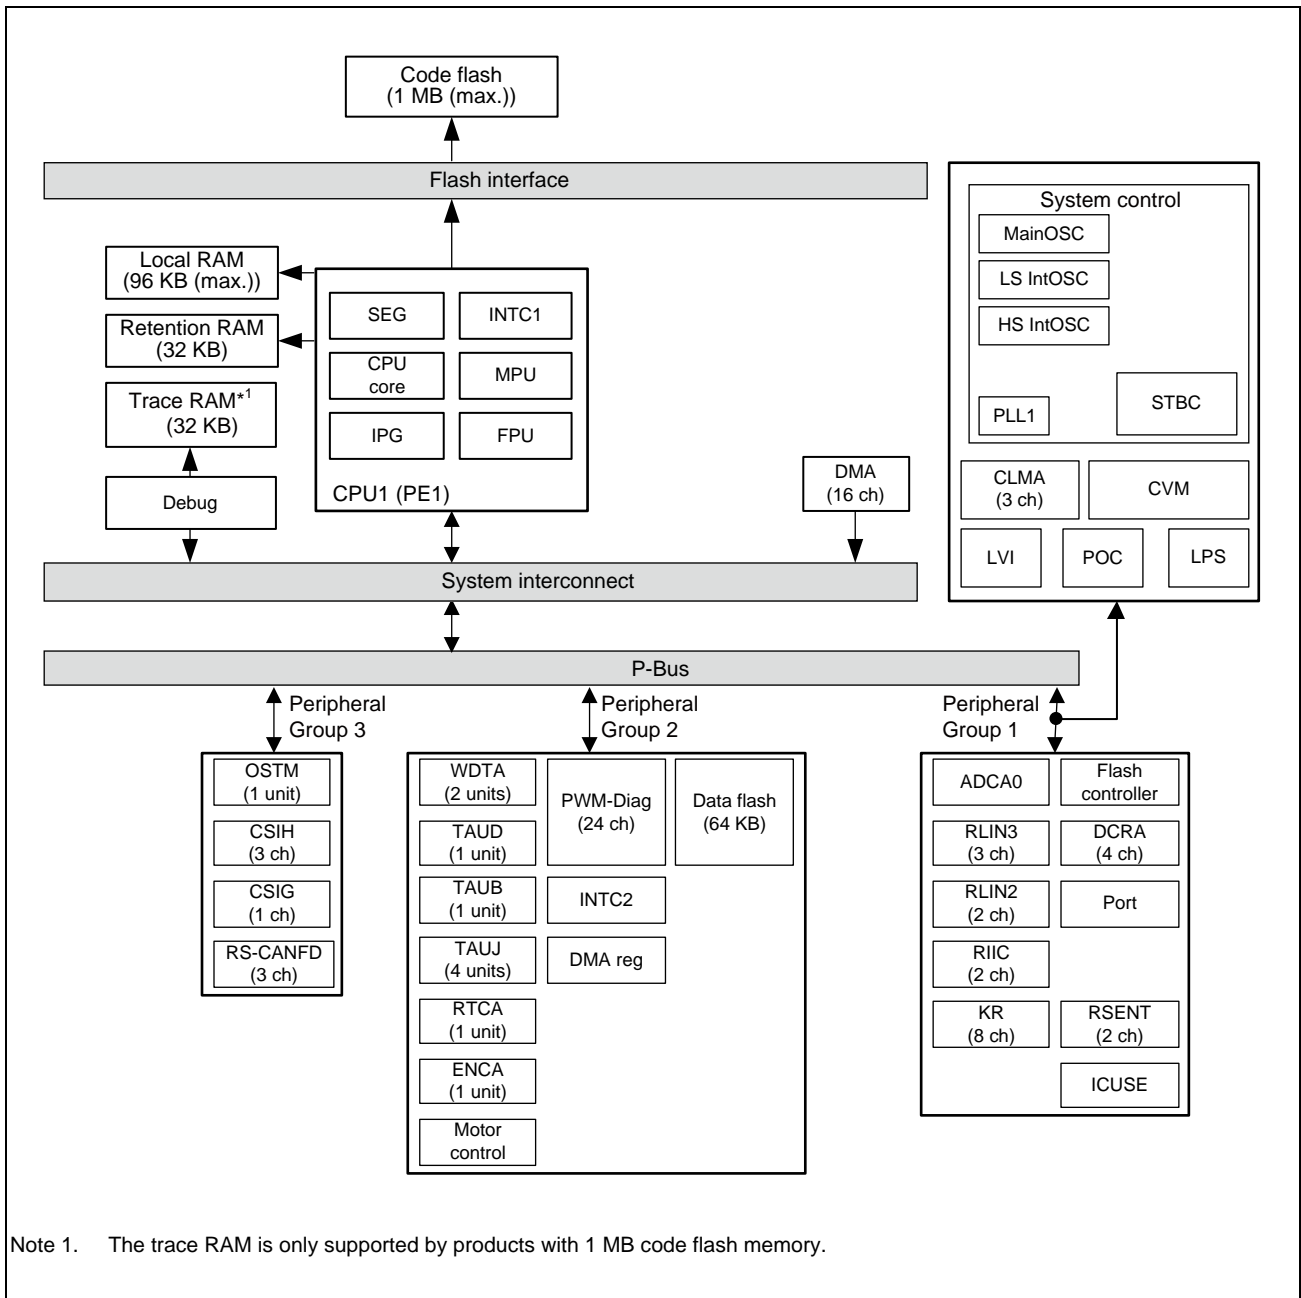 Code flash
(1 MB (max.))
Flash interface
Local RAM
(96 KB (max.))
Retention RAM
(32 KB)
Trace RAM*1
(32 KB)
Debug
SEG
INTC1
CPU
core
MPU
IPG
FPU
CPU1 (PE1)
DMA
(16 ch)
System control
MainOSC
LS IntOSC
HS IntOSC
PLL1
STBC
CLMA
(3 ch)
CVM
LVI
POC
LPS
System interconnect
P-Bus
Peripheral
Group 3
Peripheral
Group 2
Peripheral
Group 1
OSTM
(1 unit)
CSIH
(3 ch)
CSIG
(1 ch)
RS-CANFD
(3 ch)
WDTA
(2 units)
TAUD
(1 unit)
TAUB
(1 unit)
TAUJ
(4 units)
RTCA
(1 unit)
ENCA
(1 unit)
Motor
control
PWM-Diag
(24 ch)
INTC2
DMA reg
Data flash
(64 KB)
ADCA0
RLIN3
(3 ch)
RLIN2
(2 ch)
RIIC
(2 ch)
KR
(8 ch)
Flash
controller
DCRA
(4 ch)
Port
RSENT
(2 ch)
ICUSE
Note 1. The trace RAM is only supported by products with 1 MB code flash memory.